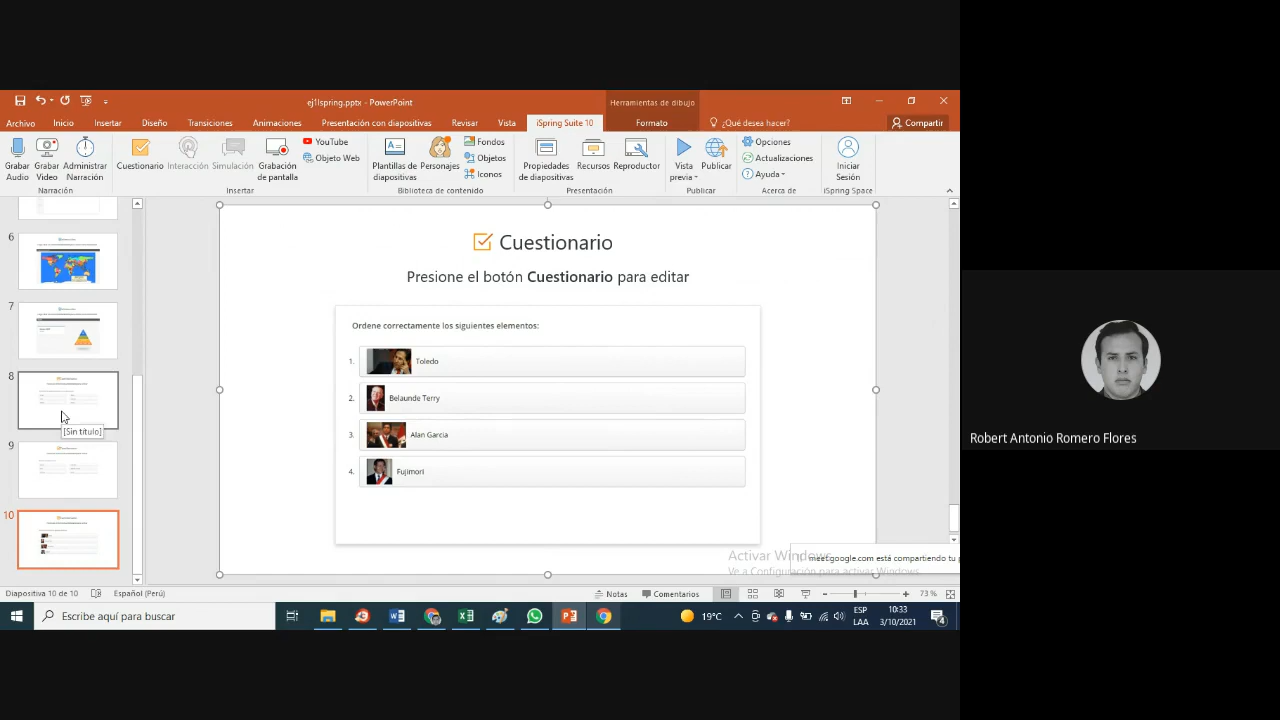 ej1Ispring.pptx - PowerPoint
Herramientas de dibujo
Archivo Inicio Insertar Diseño Transiciones Animaciones Presentación con diapositivas Revisar Vista iSpring Suite 10 Formato ¿Qué desea hacer? Compartir
Grabar Audio
Grabar Video
Administrar Narración
Narración
Cuestionario
Interacción
Simulación
Grabación de pantalla
YouTube
Objeto Web
Insertar
Plantillas de diapositivas
Personajes
Fondos
Objetos
Iconos
Biblioteca de contenido
Propiedades de diapositivas
Recursos
Reproductor
Presentación
Vista previa
Publicar
Publicar
Opciones
Actualizaciones
Ayuda
Acerca de
Iniciar Sesión
iSpring Space
6
7
8
[Sin título]
9
10
Cuestionario
Presione el botón Cuestionario para editar
Ordene correctamente los siguientes elementos:
1. Toledo
2. Belaunde Terry
3. Alan Garcia
4. Fujimori
Activar Windows
Ve a Configuración para activar Windows.
meet.google.com está compartiendo tu
Robert Antonio Romero Flores
Diapositiva 10 de 10 Español (Perú) Notas Comentarios 73 %
Escribe aquí para buscar
19°C
ESP
LAA
10:33
3/10/2021
4